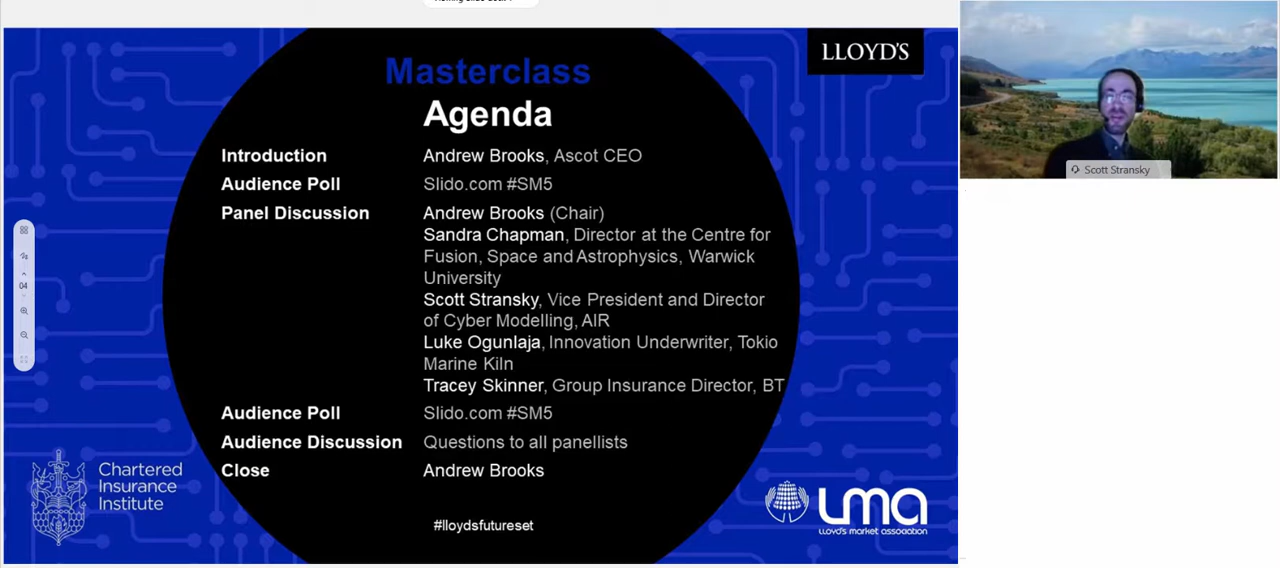 LLOYD'S
Masterclass
Agenda
Introduction Andrew Brooks, Ascot CEO
Audience Poll Slido.com #SM5
Panel Discussion Andrew Brooks (Chair)
Sandra Chapman, Director at the Centre for
Fusion, Space and Astrophysics, Warwick
University
Scott Stransky, Vice President and Director
of Cyber Modelling, AIR
Luke Ogunlaja, Innovation Underwriter, Tokio
Marine Kiln
Tracey Skinner, Group Insurance Director, BT
Audience Poll Slido.com #SM5
Audience Discussion Questions to all panellists
Close Andrew Brooks
#lloydsfutureset
Chartered
Insurance
Institute
LMA
LLOYD'S MARKET ASSOCIATION
04
Scott Stransky